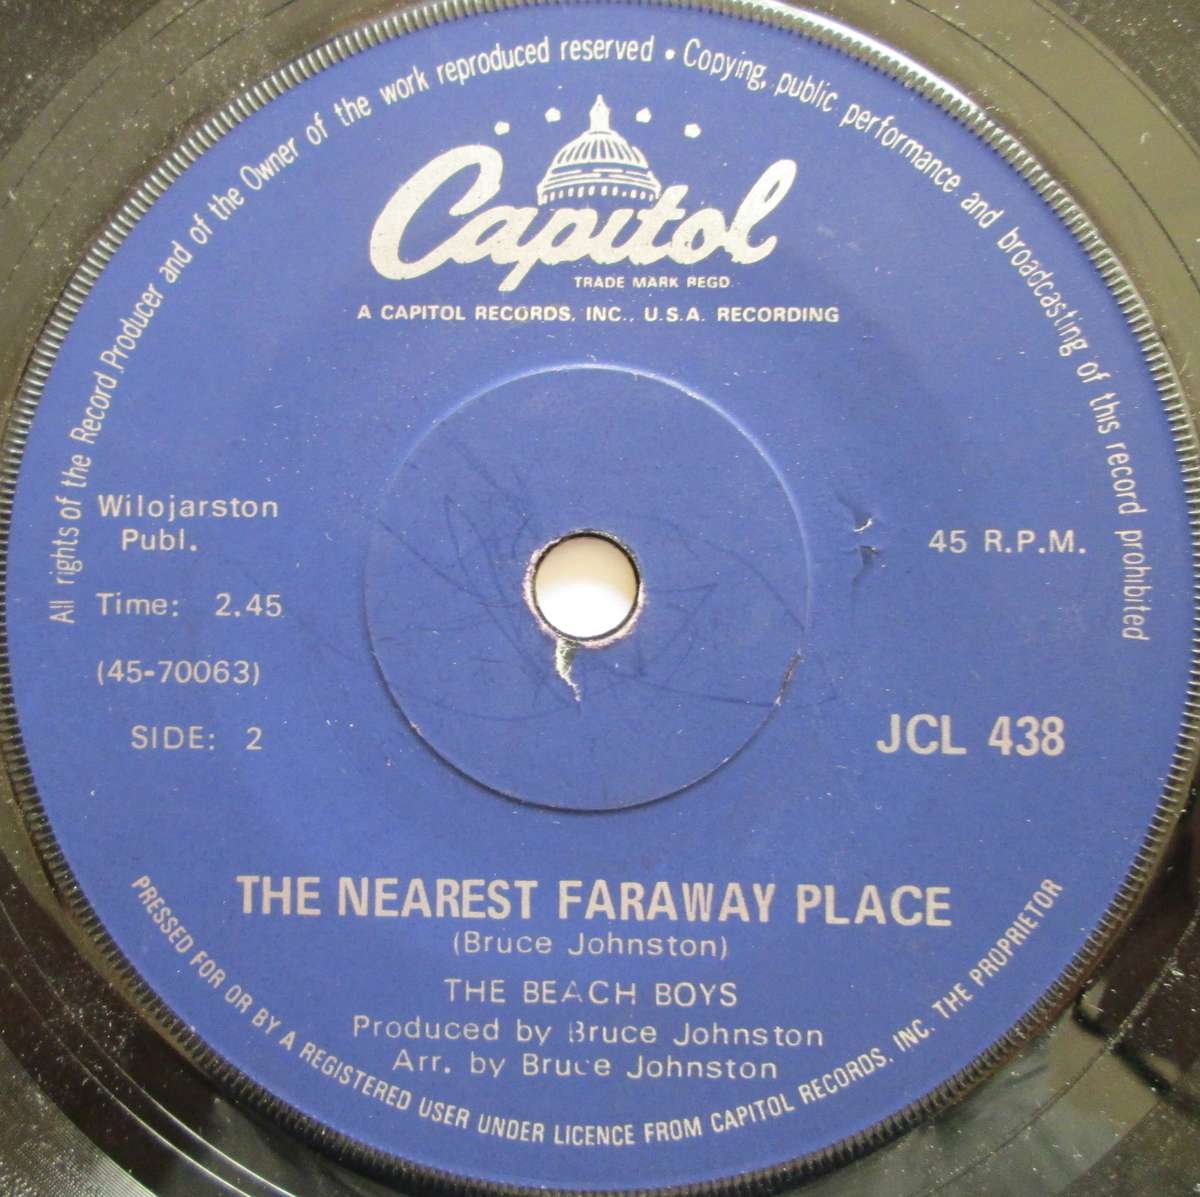 All rights of the Record Producer and of the Owner of the work reproduced reserved • Copying, public performance and broadcasting of this record prohibited
Capitol
TRADE MARK REGD.
A CAPITOL RECORDS, INC., U.S.A. RECORDING
Wilojarston
Publ.
45 R.P.M.
Time: 2.45
(45-70063)
SIDE: 2
JCL 438
THE NEAREST FARAWAY PLACE
(Bruce Johnston)
THE BEACH BOYS
Produced by Bruce Johnston
Arr. by Bruce Johnston
PRESSED FOR OR BY A REGISTERED USER UNDER LICENCE FROM CAPITOL RECORDS, INC. THE PROPRIETOR